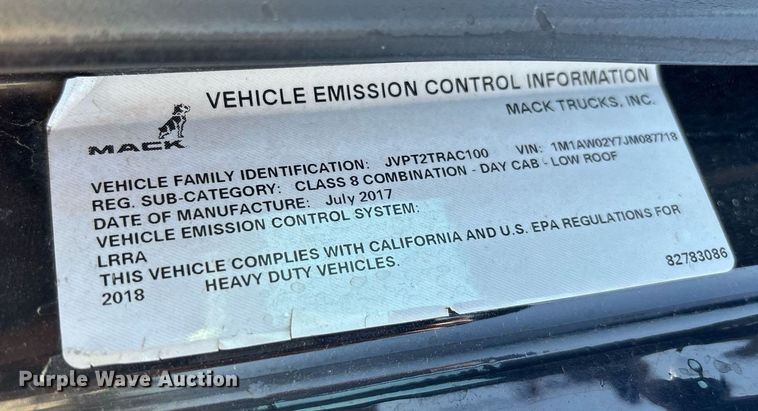 VEHICLE EMISSION CONTROL INFORMATION
MACK TRUCKS, INC.
MACK
VEHICLE FAMILY IDENTIFICATION: JVPT2TRAC100 VIN: 1M1AW02Y7JM087718
REG. SUB-CATEGORY: CLASS 8 COMBINATION - DAY CAB - LOW ROOF
DATE OF MANUFACTURE: July 2017
VEHICLE EMISSION CONTROL SYSTEM:
LRRA
THIS VEHICLE COMPLIES WITH CALIFORNIA AND U.S. EPA REGULATIONS FOR
2018 HEAVY DUTY VEHICLES.
82783086
Purple Wave Auction